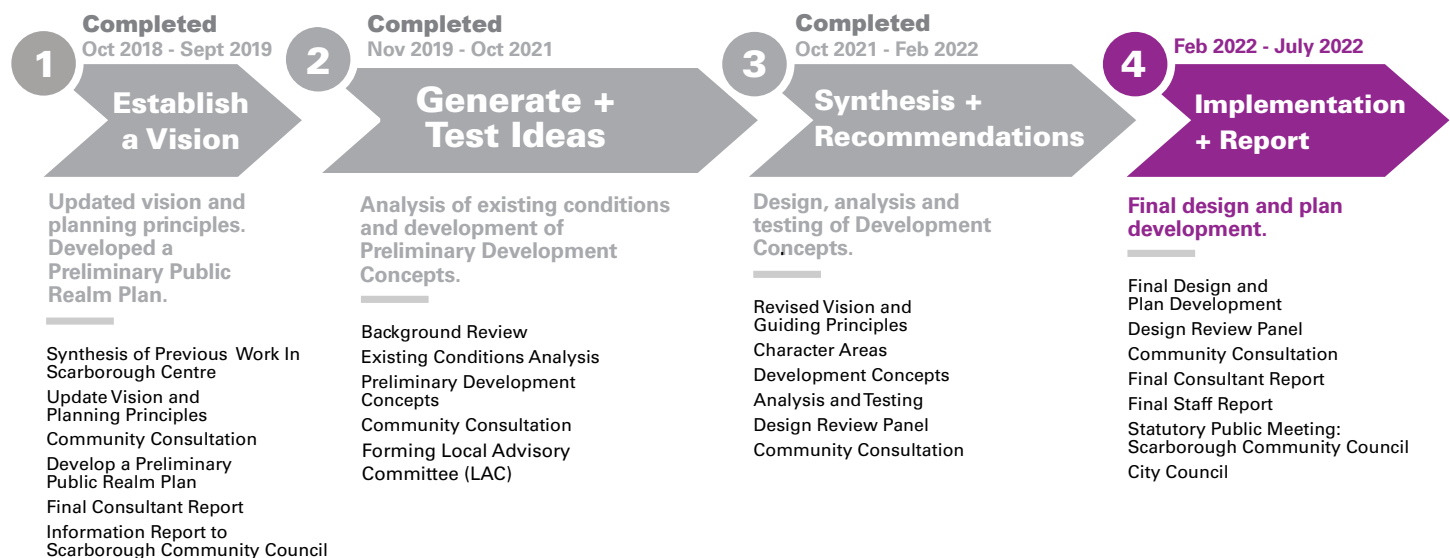 1
Completed
Oct 2018 - Sept 2019
Establish
a Vision
Updated vision and
planning principles.
Developed a
Preliminary Public
Realm Plan.
Synthesis of Previous Work In
Scarborough Centre
Update Vision and
Planning Principles
Community Consultation
Develop a Preliminary
Public Realm Plan
Final Consultant Report
Information Report to
Scarborough Community Council
2
Completed
Nov 2019 - Oct 2021
Generate +
Test Ideas
Analysis of existing conditions
and development of
Preliminary Development
Concepts.
Background Review
Existing Conditions Analysis
Preliminary Development
Concepts
Community Consultation
Forming Local Advisory
Committee (LAC)
3
Completed
Oct 2021 - Feb 2022
Synthesis +
Recommendations
Design, analysis and
testing of Development
Concepts.
Revised Vision and
Guiding Principles
Character Areas
Development Concepts
Analysis and Testing
Design Review Panel
Community Consultation
4
Feb 2022 - July 2022
Implementation
+ Report
Final design and plan
development.
Final Design and
Plan Development
Design Review Panel
Community Consultation
Final Consultant Report
Final Staff Report
Statutory Public Meeting:
Scarborough Community Council
City Council